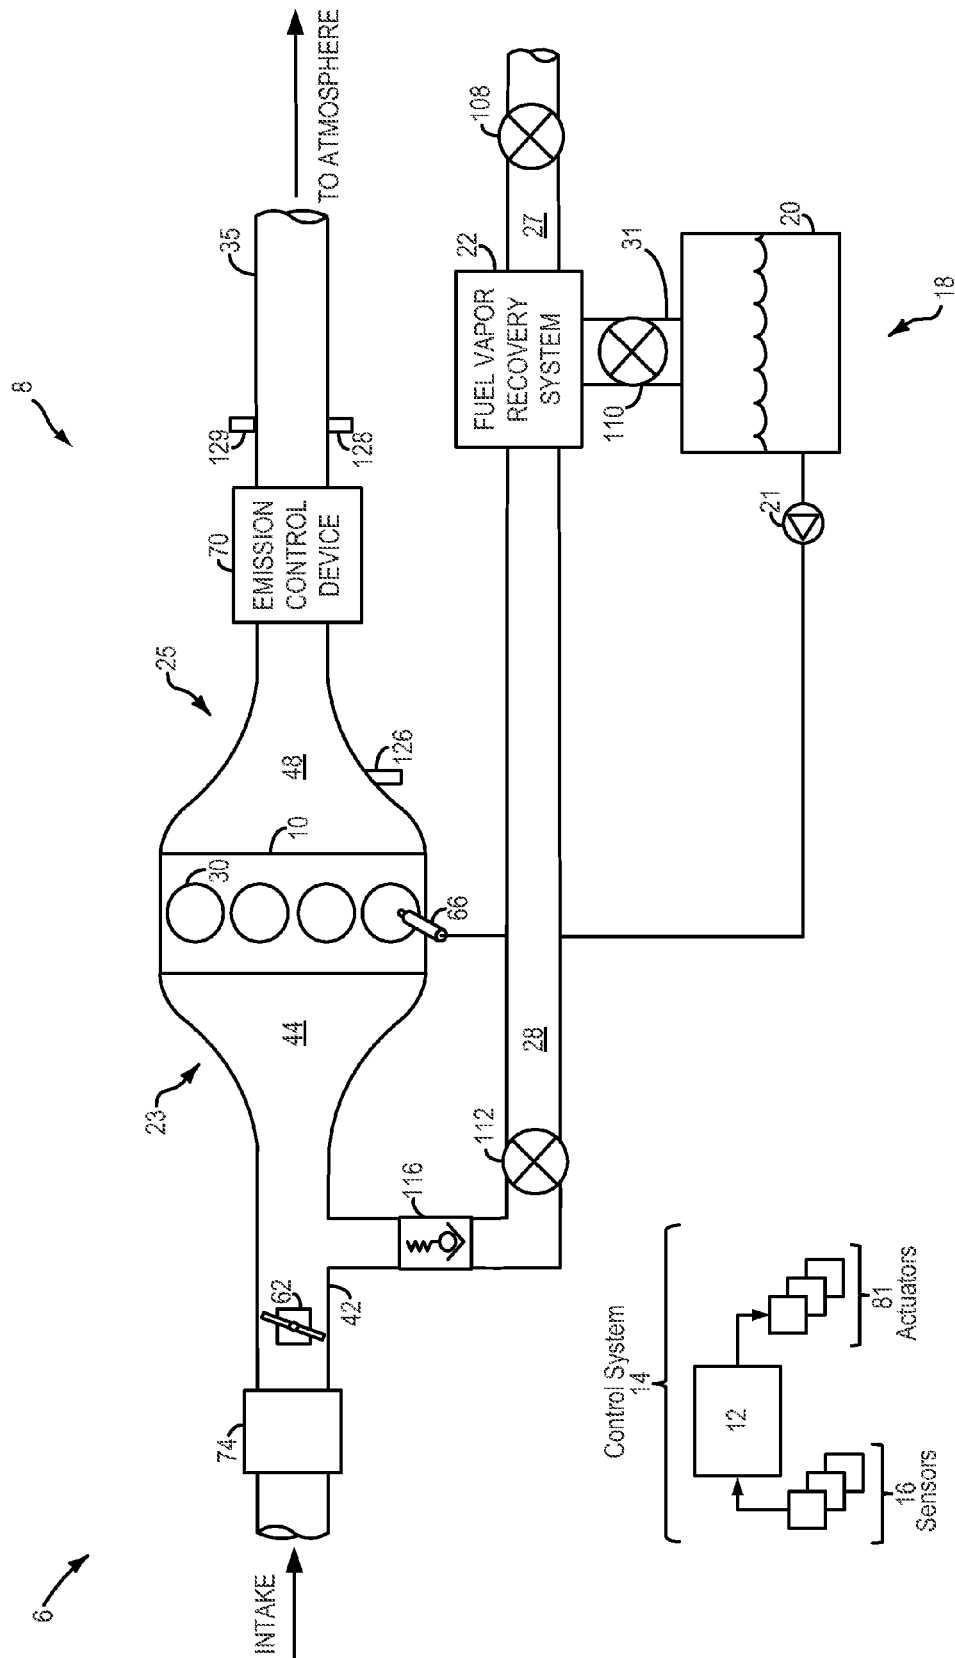 6
8
23
25
30
10
70
129
35
74
62
44
48
EMISSION
CONTROL
DEVICE
INTAKE
TO ATMOSPHERE
42
126
128
116
66
112
28
22
FUEL VAPOR
RECOVERY
SYSTEM
27
108
110
31
Control System
14
12
21
20
16
Sensors
81
Actuators
18